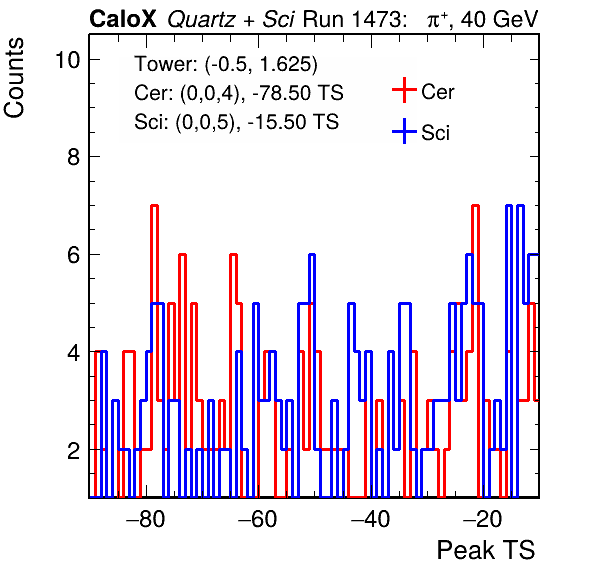 CaloX Quartz + Sci Run 1473: π⁺, 40 GeV
Counts
Tower: (-0.5, 1.625)
Cer: (0,0,4), -78.50 TS
Sci: (0,0,5), -15.50 TS
Cer
Sci
10
8
6
4
2
−80 −60 −40 −20
Peak TS